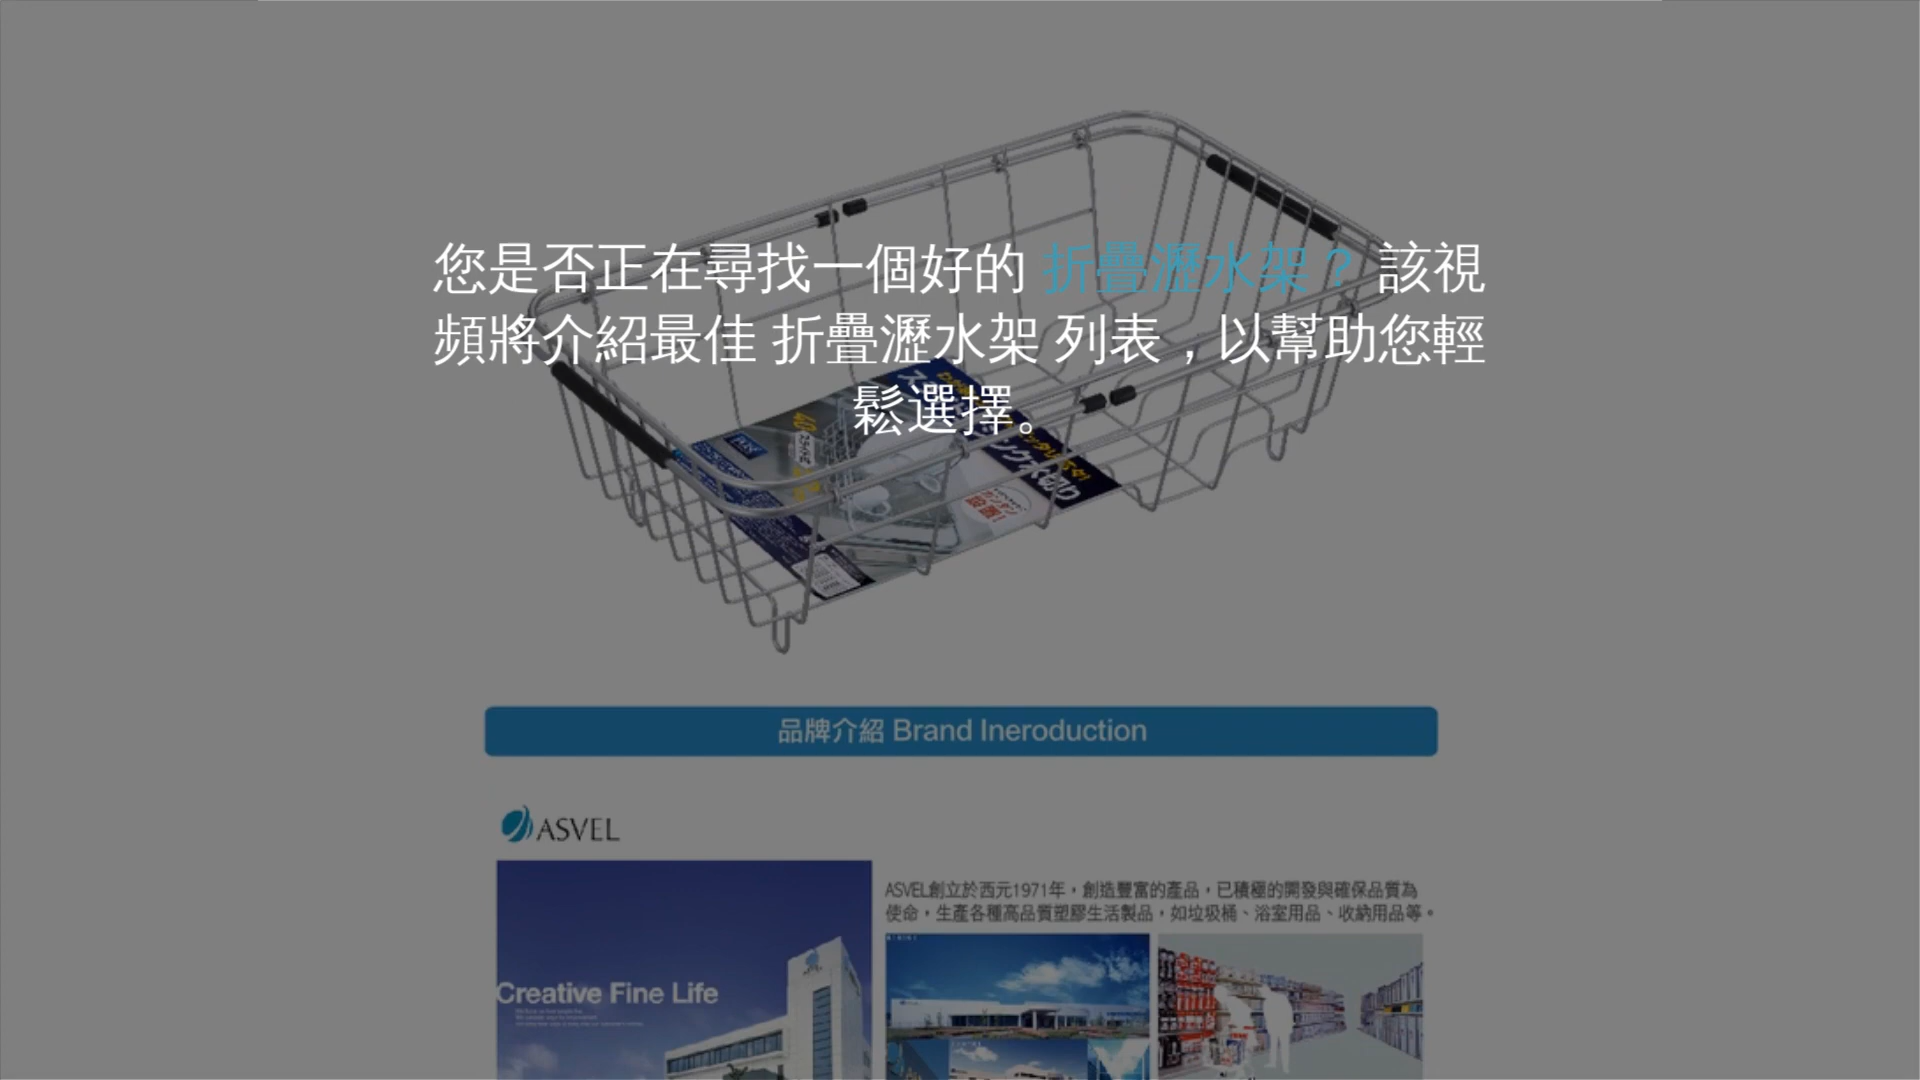 您是否正在尋找一個好的 折疊瀝水架？ 該視
頻將介紹最佳 折疊瀝水架 列表，以幫助您輕
鬆選擇。
品牌介紹 Brand Ineroduction
ASVEL
ASVEL創立於西元1971年，創造豐富的產品，已積極的開發與確保品質為
使命，生產各種高品質塑膠生活製品，如垃圾桶、浴室用品、收納用品等。
Creative Fine Life